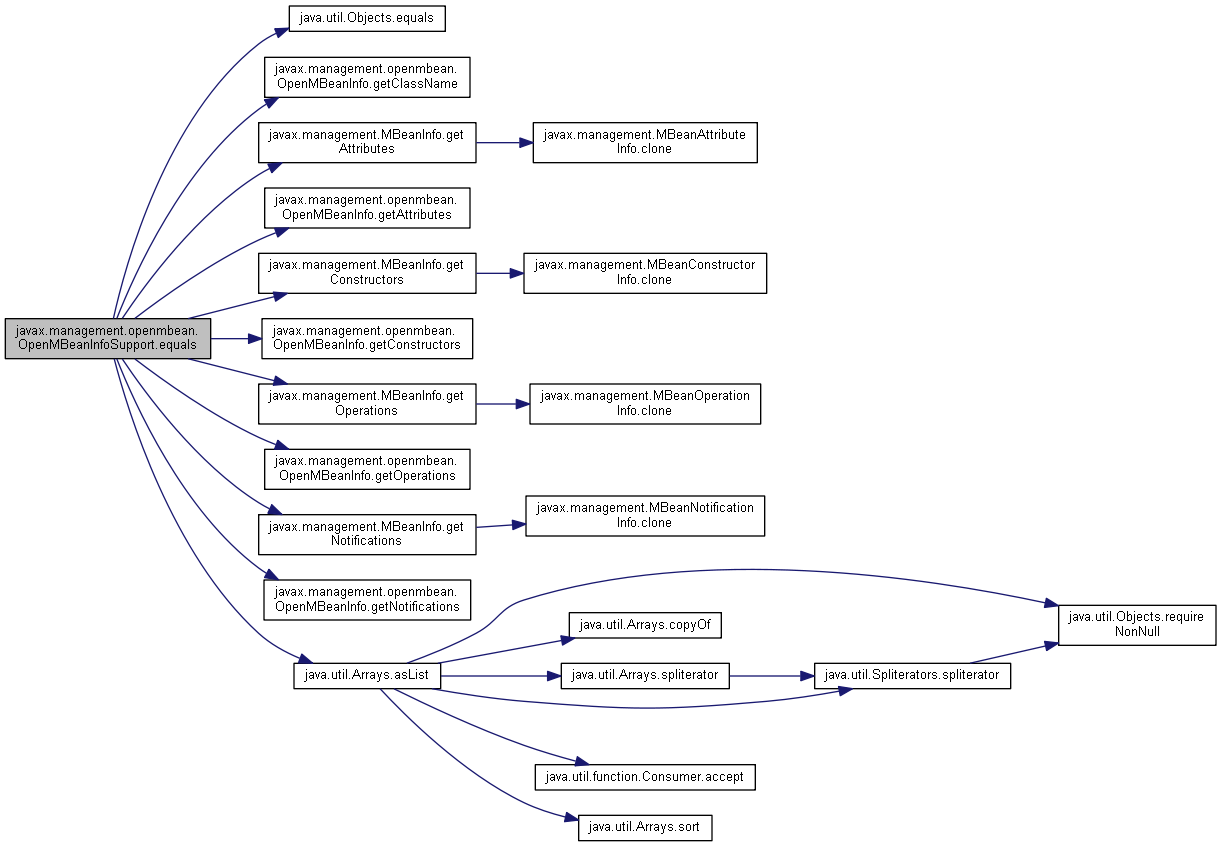 java.util.Objects.equals
javax.management.openmbean.
OpenMBeanInfo.getClassName
javax.management.MBeanInfo.get
Attributes
javax.management.MBeanAttribute
Info.clone
javax.management.openmbean.
OpenMBeanInfo.getAttributes
javax.management.MBeanInfo.get
Constructors
javax.management.MBeanConstructor
Info.clone
javax.management.openmbean.
OpenMBeanInfoSupport.equals
javax.management.openmbean.
OpenMBeanInfo.getConstructors
javax.management.MBeanInfo.get
Operations
javax.management.MBeanOperation
Info.clone
javax.management.openmbean.
OpenMBeanInfo.getOperations
javax.management.MBeanInfo.get
Notifications
javax.management.MBeanNotification
Info.clone
javax.management.openmbean.
OpenMBeanInfo.getNotifications
java.util.Arrays.asList
java.util.Arrays.copyOf
java.util.Arrays.spliterator
java.util.Spliterators.spliterator
java.util.Objects.require
NonNull
java.util.function.Consumer.accept
java.util.Arrays.sort